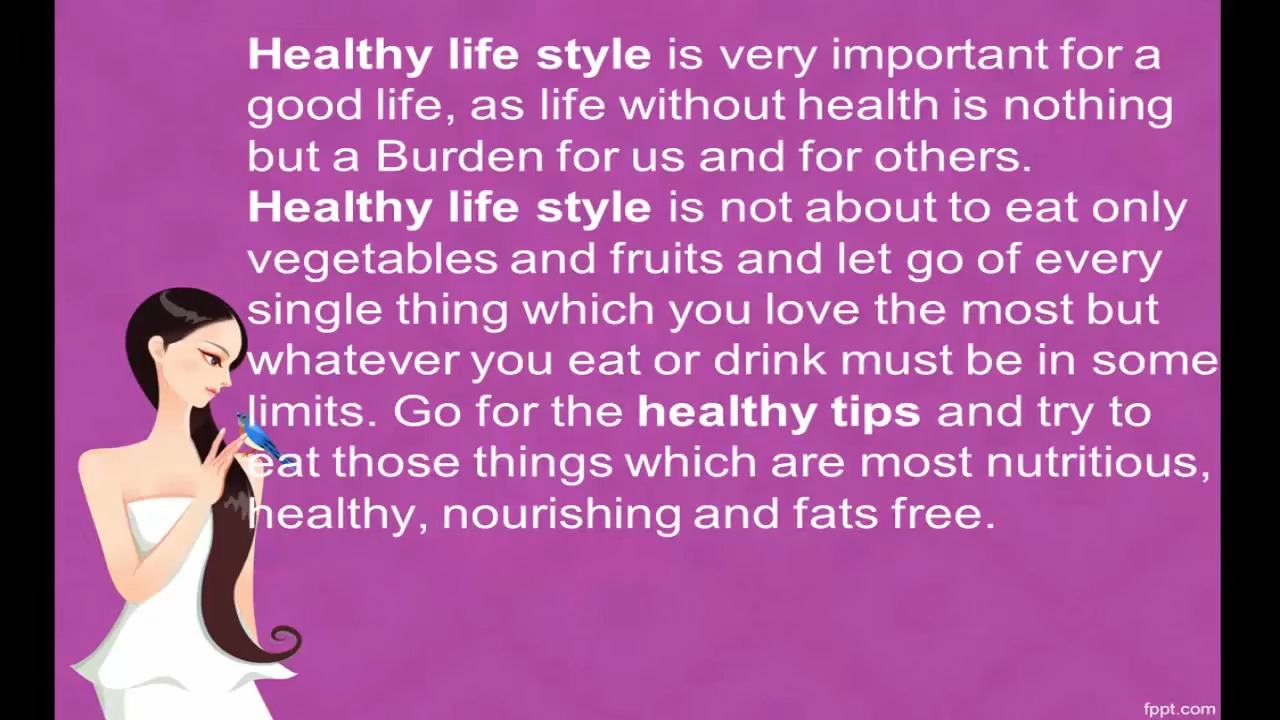 Healthy life style is very important for a
good life, as life without health is nothing
but a Burden for us and for others.
Healthy life style is not about to eat only
vegetables and fruits and let go of every
single thing which you love the most but
whatever you eat or drink must be in some
limits. Go for the healthy tips and try to
eat those things which are most nutritious,
healthy, nourishing and fats free.
fppt.com